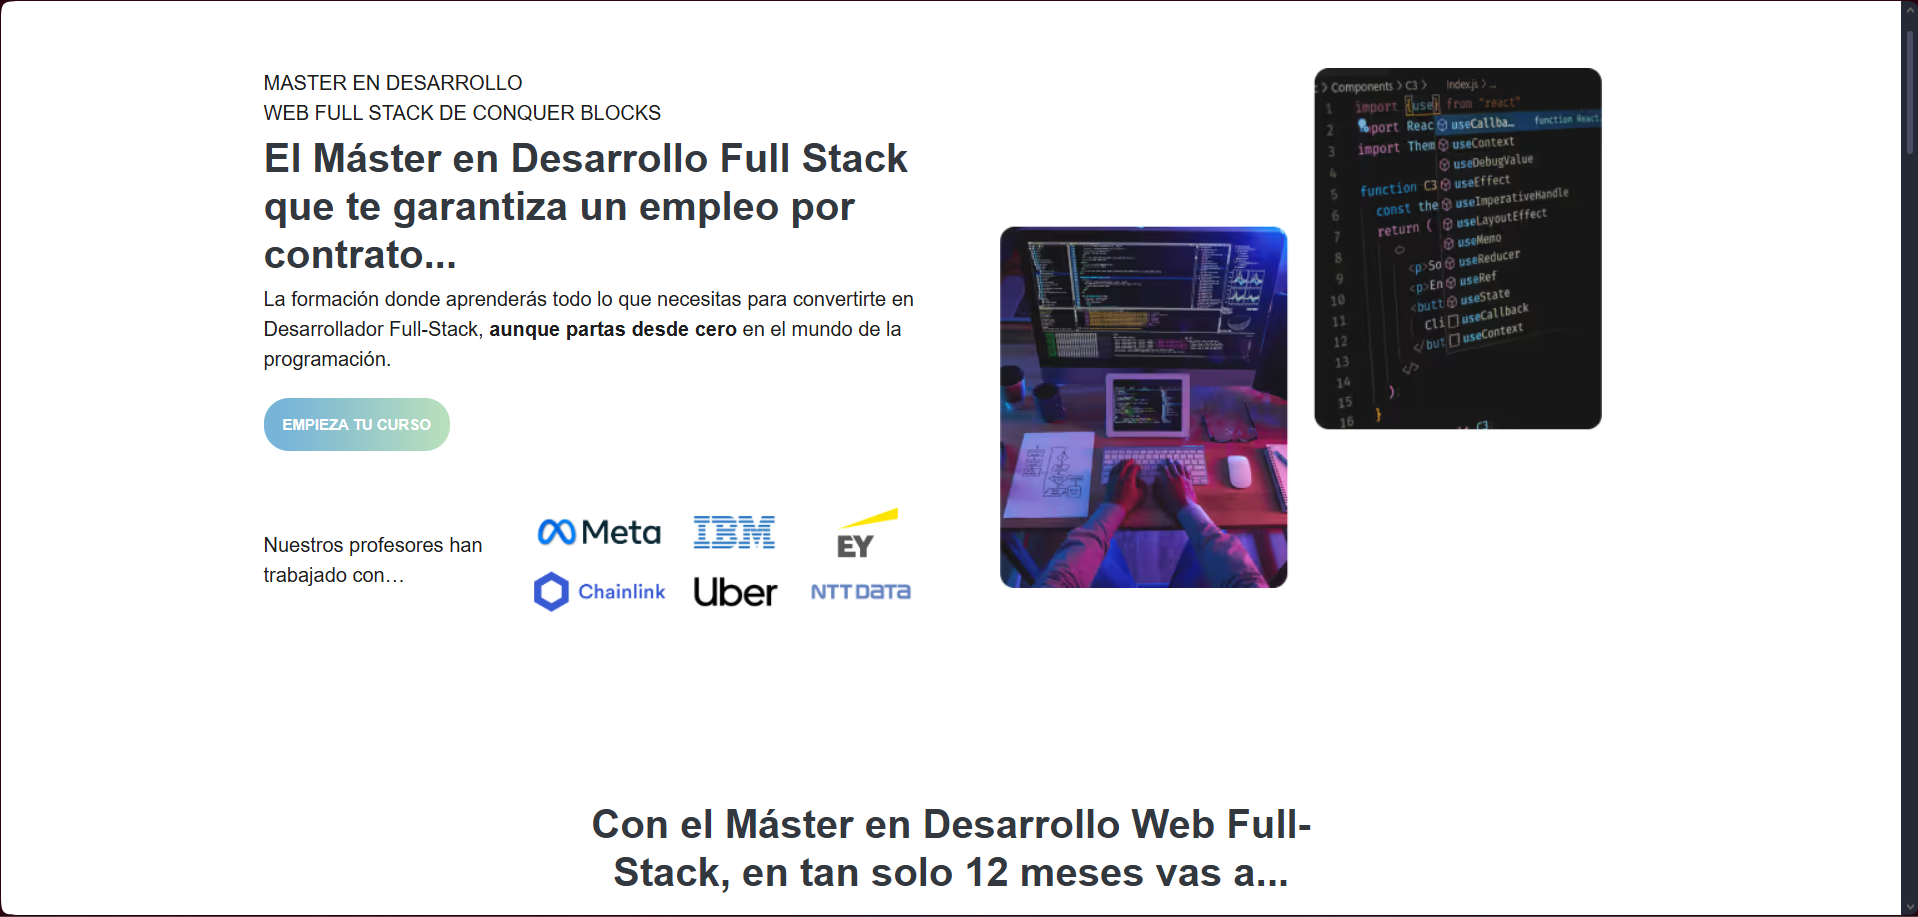 MASTER EN DESARROLLO
WEB FULL STACK DE CONQUER BLOCKS
El Máster en Desarrollo Full Stack
que te garantiza un empleo por
contrato...
La formación donde aprenderás todo lo que necesitas para convertirte en
Desarrollador Full-Stack, aunque partas desde cero en el mundo de la
programación.
EMPIEZA TU CURSO
Nuestros profesores han
trabajado con…
Meta
IBM
EY
Chainlink
Uber
NTT DATA
Components > C3 > Index.js > ...
1 import {use} from "react"
2 import Reac
3 import Them
4
5 function C3
6 const the
7 return (
8 <>
9 <p>So
10 <p>En
11 <butt
12 Cli
13 </but
14 </>
15 );
16 }
useCallba… function React.
useContext
useDebugValue
useEffect
useImperativeHandle
useLayoutEffect
useMemo
useReducer
useRef
useState
useCallback
useContext
C3
Con el Máster en Desarrollo Web Full-
Stack, en tan solo 12 meses vas a...